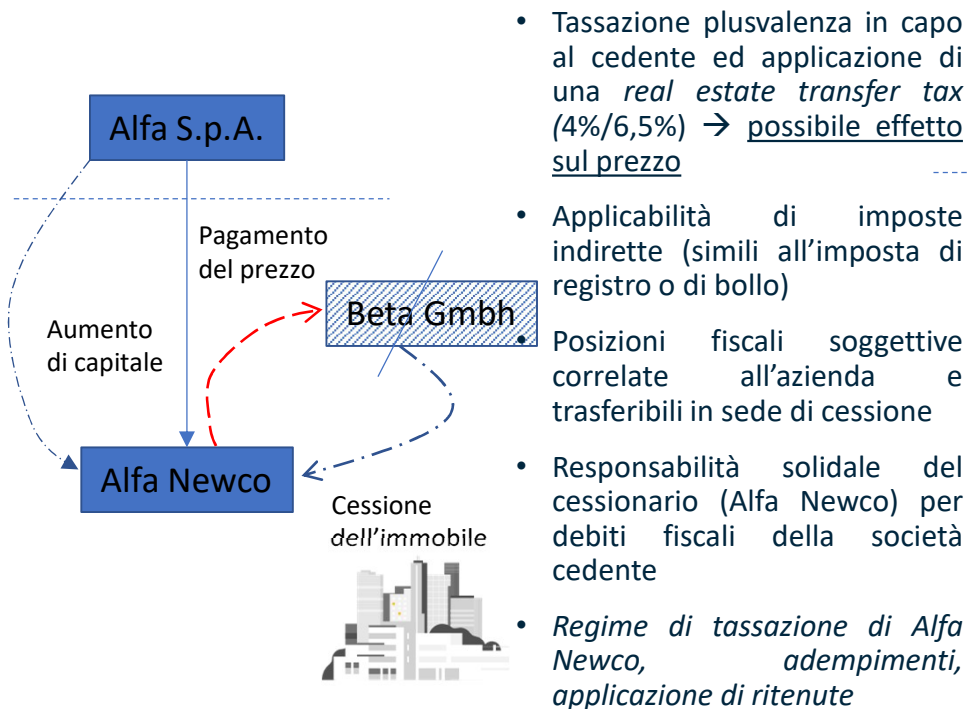 Alfa S.p.A.
Pagamento
del prezzo
Beta Gmbh
Aumento
di capitale
Alfa Newco
Cessione
dell’immobile
• Tassazione plusvalenza in capo
al cedente ed applicazione di
una real estate transfer tax
(4%/6,5%) → possibile effetto
sul prezzo
• Applicabilità di imposte
indirette (simili all’imposta di
registro o di bollo)
• Posizioni fiscali soggettive
correlate all’azienda e
trasferibili in sede di cessione
• Responsabilità solidale del
cessionario (Alfa Newco) per
debiti fiscali della società
cedente
• Regime di tassazione di Alfa
Newco, adempimenti,
applicazione di ritenute